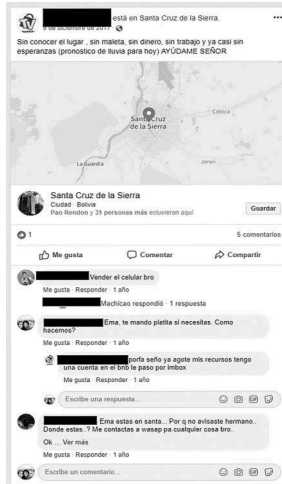 está en Santa Cruz de la Sierra.
9 de diciembre de 2017
Sin conocer el lugar , sin maleta, sin dinero, sin trabajo y ya casi sin
esperanzas (pronostico de lluvia para hoy) AYÚDAME SEÑOR
Santa Cruz
de la Sierra
Cotoca
La Guardia
Jorori
Santa Cruz de la Sierra
Ciudad · Bolivia
Pao Rendon y 31 personas más estuvieron aquí
Guardar
1
5 comentarios
Me gusta
Comentar
Compartir
Vender el celular bro
Me gusta · Responder · 1 año
Machicao respondió · 1 respuesta
Ema, te mando platita si necesitas. Como
hacemos?
Me gusta · Responder · 1 año
porfa seño ya agote mis recursos tengo
una cuenta en el bnb le paso por imbox
Me gusta · Responder · 1 año
Escribe una respuesta...
GIF
Ema estas en santa... Por q no avisaste hermano..
Donde estas..? Me contactas a wasap pa cualquier cosa bro..
Ok ... Ver más
Me gusta · Responder · 1 año
Escribe un comentario...
GIF